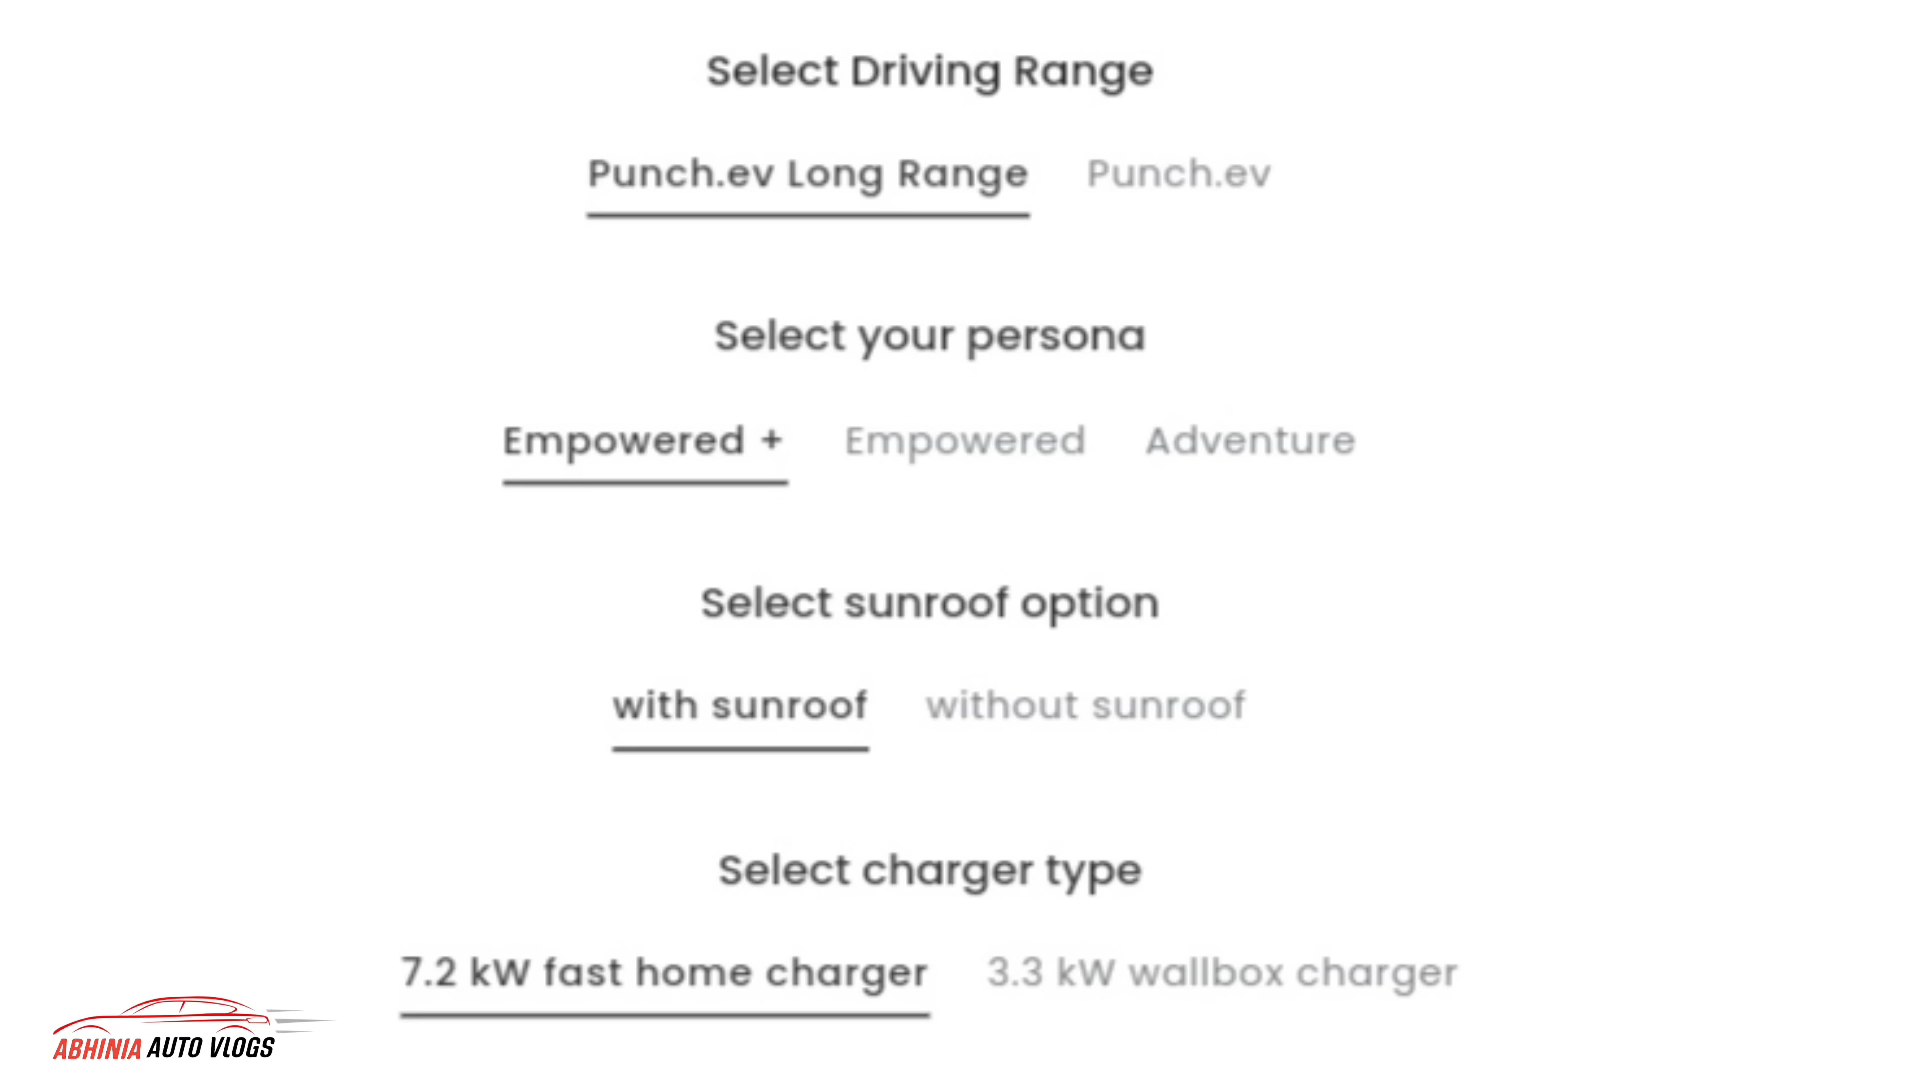 Select Driving Range
Punch.ev Long Range Punch.ev
Select your persona
Empowered + Empowered Adventure
Select sunroof option
with sunroof without sunroof
Select charger type
7.2 kW fast home charger 3.3 kW wallbox charger
ABHINIA AUTO VLOGS